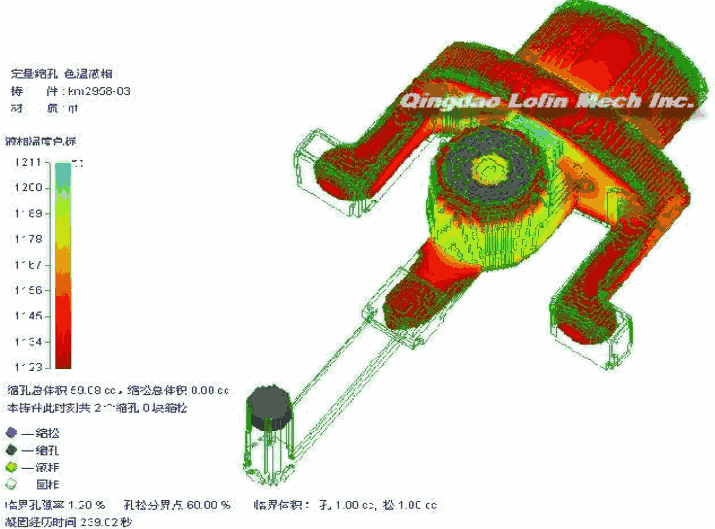 定量缩孔 色温液相
铸 件 : km2958-03
材 质 : qt
Qingdao Lofin Mech Inc.
液相温度色标
1211
1200
1189
1178
1167
1156
1145
1134
1123
缩孔总体积 59.08 cc，缩松总体积 0.00 cc
本铸件此时刻共 2 个缩孔 0 块缩松
—缩松
—缩孔
—液相
固相
临界孔隙率 1.20 % 孔松分界点 60.00 % 临界体积： 孔 1.00 cc, 松 1.00 cc
凝固经历时间 239.02 秒